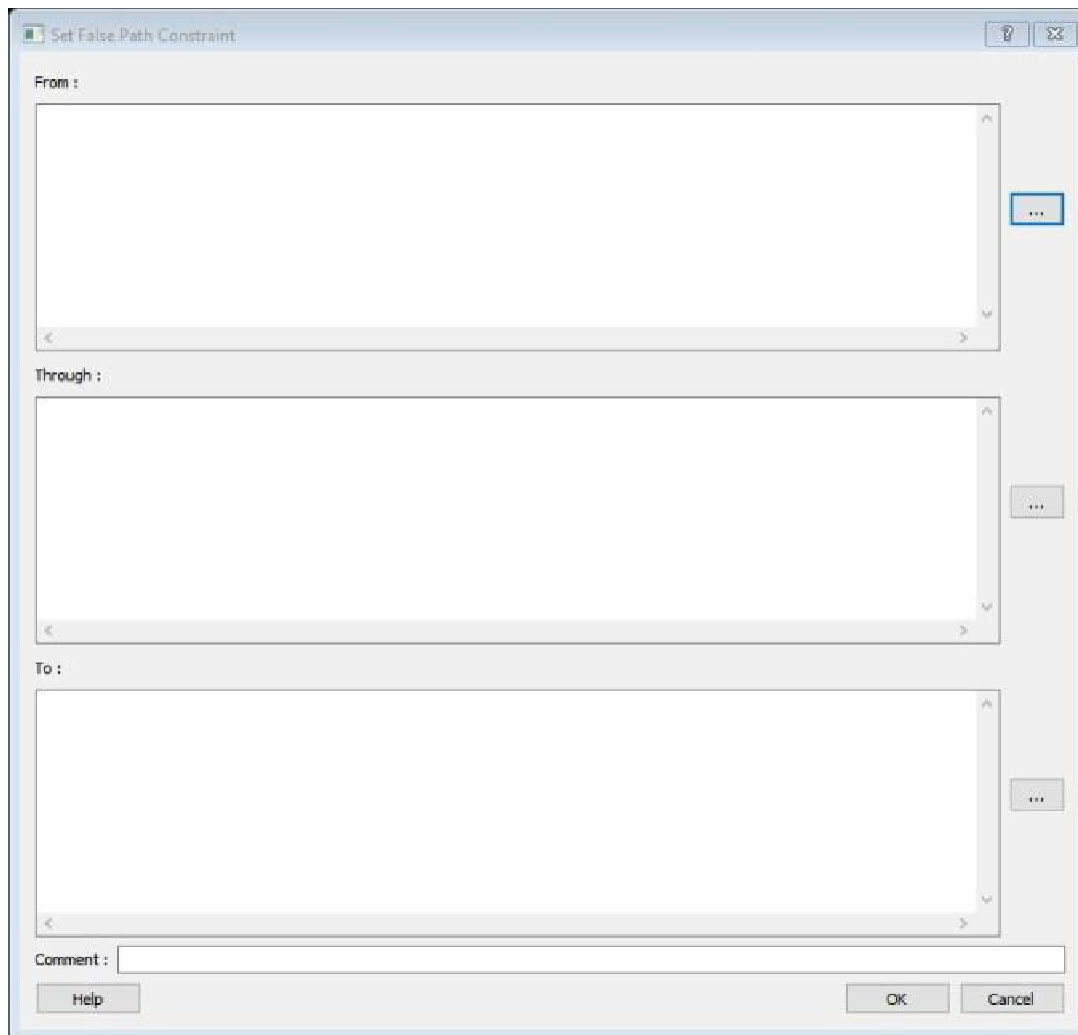 Set False Path Constraint
From :
...
Through :
...
To :
...
Comment :
Help OK Cancel